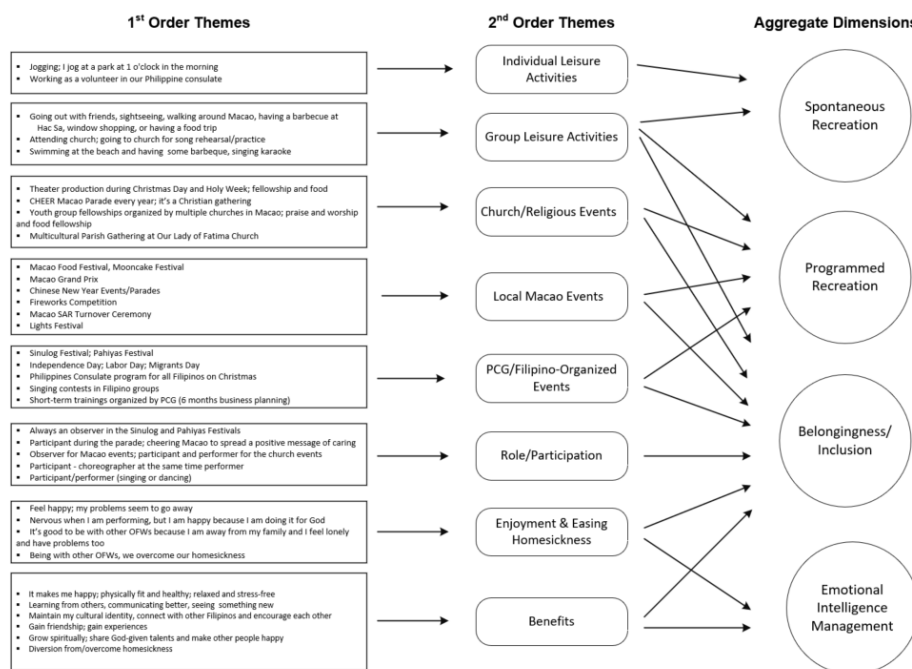 1st Order Themes
2nd Order Themes
Aggregate Dimensions
▪ Jogging; I jog at a park at 1 o'clock in the morning
▪ Working as a volunteer in our Philippine consulate
Individual Leisure
Activities
Spontaneous
Recreation
▪ Going out with friends, sightseeing, walking around Macao, having a barbecue at
Hac Sa, window shopping, or having a food trip
▪ Attending church; going to church for song rehearsal/practice
▪ Swimming at the beach and having some barbeque, singing karaoke
Group Leisure Activities
▪ Theater production during Christmas Day and Holy Week; fellowship and food
▪ CHEER Macao Parade every year; it's a Christian gathering
▪ Youth group fellowships organized by multiple churches in Macao; praise and worship
and food fellowship
▪ Multicultural Parish Gathering at Our Lady of Fatima Church
Church/Religious Events
Programmed
Recreation
▪ Macao Food Festival, Mooncake Festival
▪ Macao Grand Prix
▪ Chinese New Year Events/Parades
▪ Fireworks Competition
▪ Macao SAR Turnover Ceremony
▪ Lights Festival
Local Macao Events
▪ Sinulog Festival; Pahiyas Festival
▪ Independence Day; Labor Day; Migrants Day
▪ Philippines Consulate program for all Filipinos on Christmas
▪ Singing contests in Filipino groups
▪ Short-term trainings organized by PCG (6 months business planning)
PCG/Filipino-Organized
Events
Belongingness/
Inclusion
▪ Always an observer in the Sinulog and Pahiyas Festivals
▪ Participant during the parade; cheering Macao to spread a positive message of caring
▪ Observer for Macao events; participant and performer for the church events
▪ Participant - choreographer at the same time performer
▪ Participant/performer (singing or dancing)
Role/Participation
▪ Feel happy; my problems seem to go away
▪ Nervous when I am performing, but I am happy because I am doing it for God
▪ It's good to be with other OFWs because I am away from my family and I feel lonely
and have problems too
▪ Being with other OFWs, we overcome our homesickness
Enjoyment & Easing
Homesickness
▪ It makes me happy; physically fit and healthy; relaxed and stress-free
▪ Learning from others, communicating better, seeing something new
▪ Maintain my cultural identity, connect with other Filipinos and encourage each other
▪ Gain friendship; gain experiences
▪ Grow spiritually; share God-given talents and make other people happy
▪ Diversion from/overcome homesickness
Benefits
Emotional
Intelligence
Management